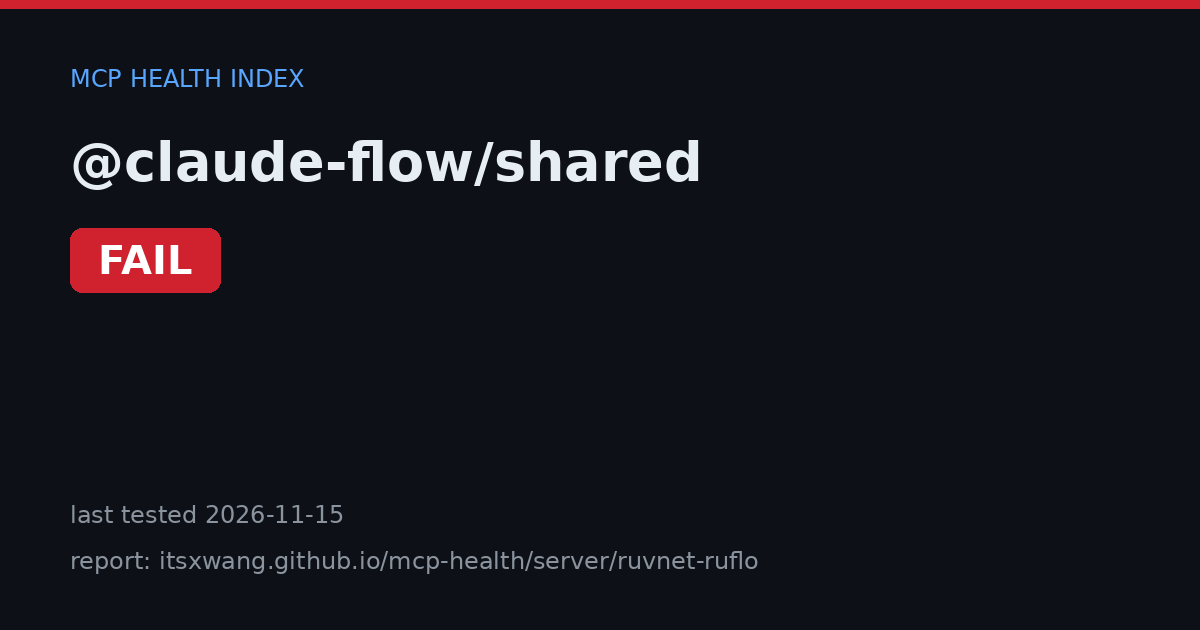 MCP HEALTH INDEX
@claude-flow/shared
FAIL
last tested 2026-11-15
report: itsxwang.github.io/mcp-health/server/ruvnet-ruflo